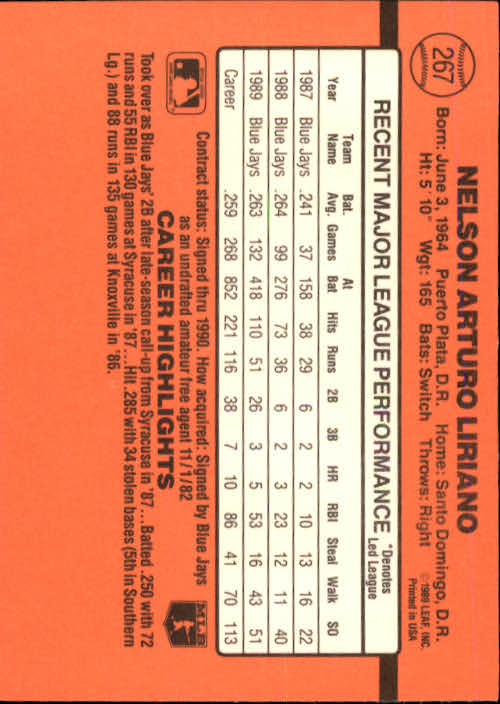 267
NELSON ARTURO LIRIANO
Born: June 3, 1964 Puerto Plata, D.R. Home: Santo Domingo, D.R.
Ht: 5' 10" Wgt: 165 Bats: Switch Throws: Right
©1989 LEAF, INC.
Printed in USA
RECENT MAJOR LEAGUE PERFORMANCE *Denotes Led League
Year Team Name Bat. Avg. Games At Bat Hits Runs 2B 3B HR RBI Steal Walk SO
1987 Blue Jays .241 37 158 38 29 6 2 2 10 13 16 22
1988 Blue Jays .264 99 276 73 36 6 2 3 23 12 11 40
1989 Blue Jays .263 132 418 110 51 26 3 5 53 16 43 51
Career .259 268 852 221 116 38 7 10 86 41 70 113
Contract status: Signed thru 1990. How acquired: Signed by Blue Jays
as an undrafted amateur free agent 11/1/82
MLB
CAREER HIGHLIGHTS
Took over as Blue Jays' 2B after late-season call-up from Syracuse in '87...Batted .250 with 72
runs and 55 RBI in 130 games at Syracuse in '87...Hit .285 with 34 stolen bases (5th in Southern
Lg.) and 88 runs in 135 games at Knoxville in '86.